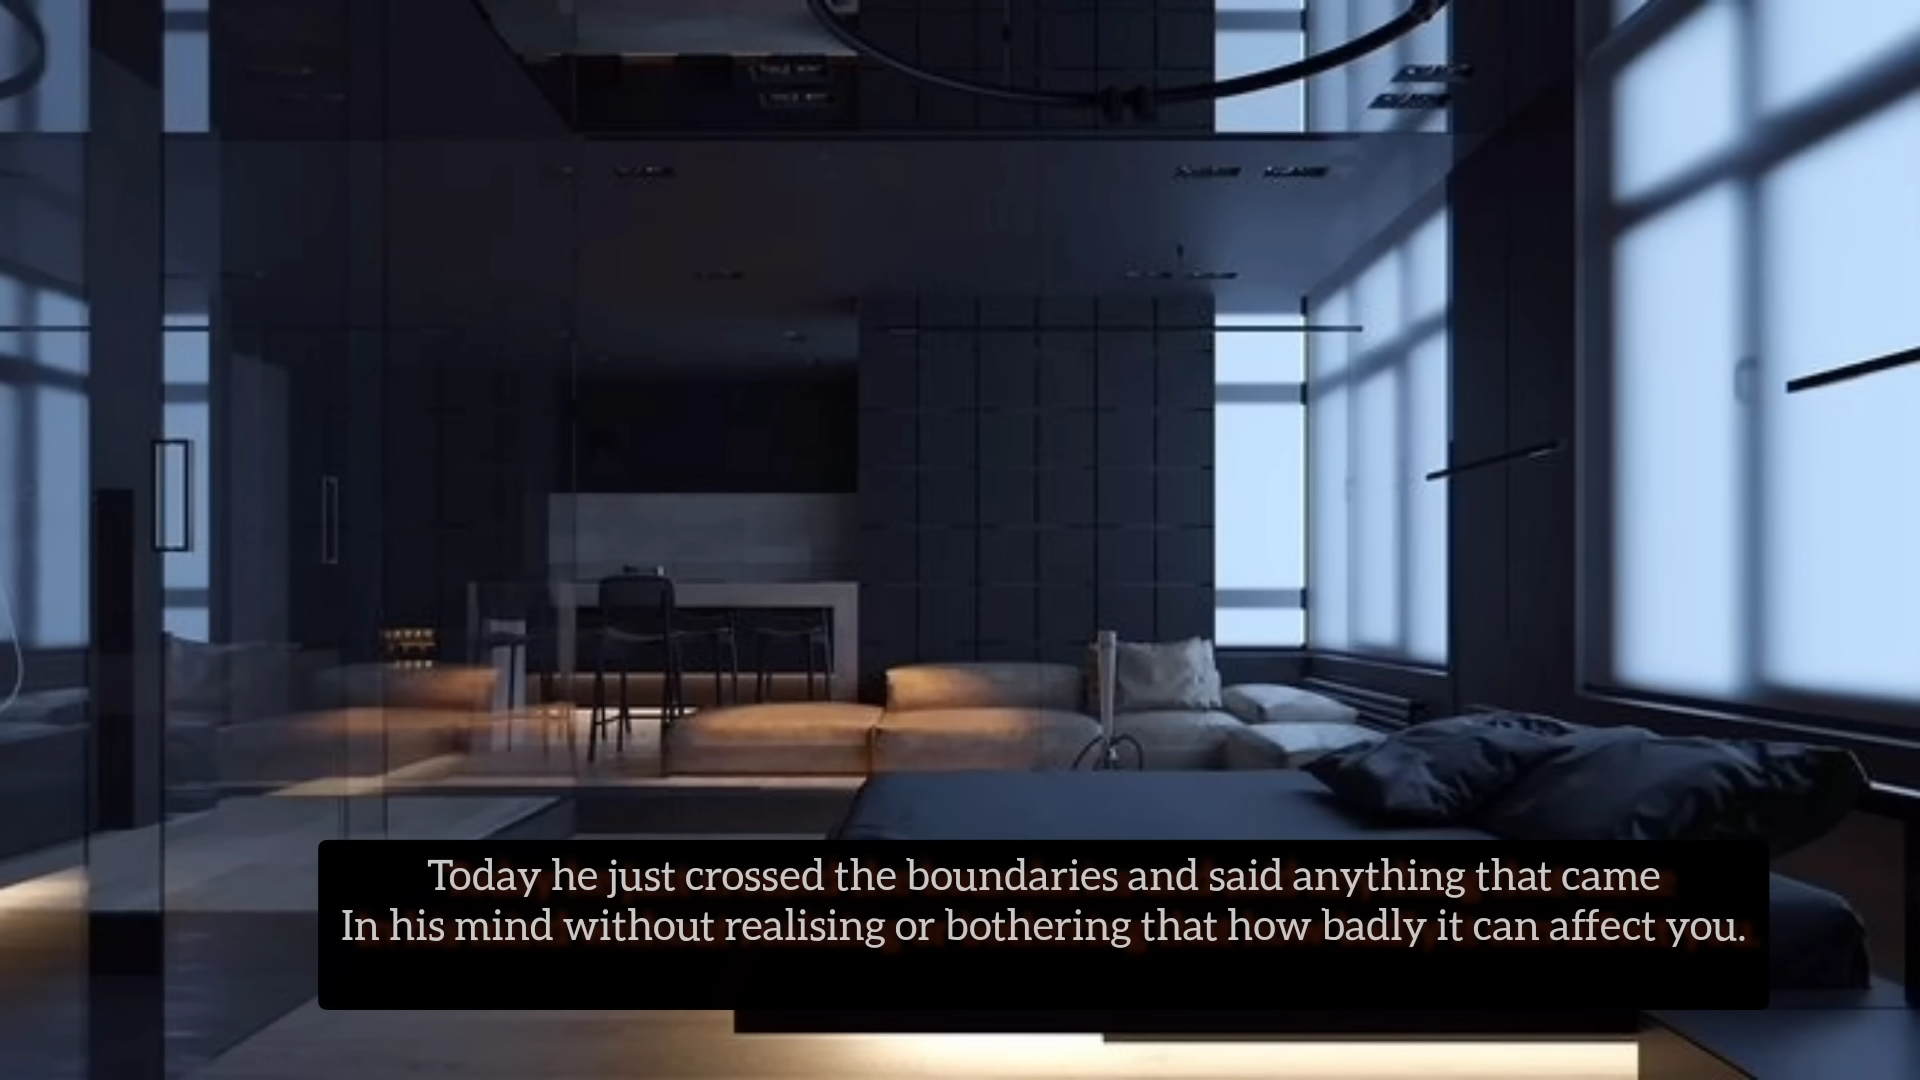 Today he just crossed the boundaries and said anything that came
In his mind without realising or bothering that how badly it can affect you.